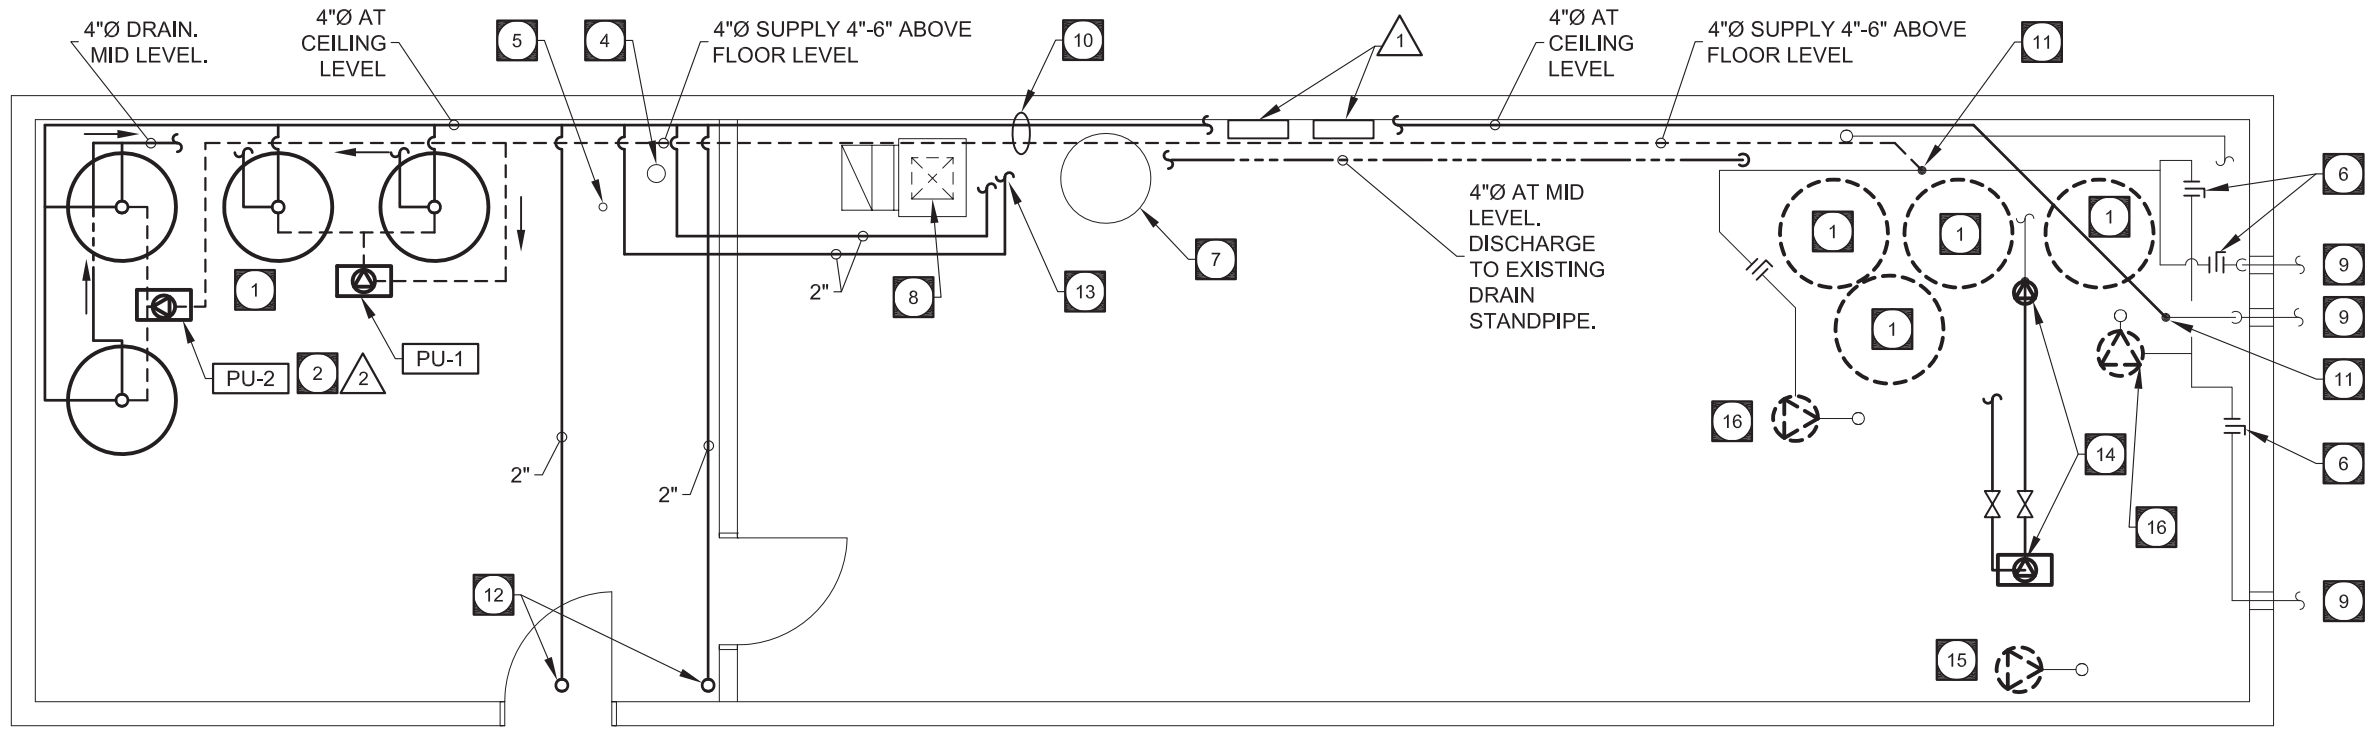 4"Ø DRAIN.
MID LEVEL.
4"Ø AT
CEILING
LEVEL
5
4
4"Ø SUPPLY 4"-6" ABOVE
FLOOR LEVEL
10
1
4"Ø AT
CEILING
LEVEL
4"Ø SUPPLY 4"-6" ABOVE
FLOOR LEVEL
11
6
1
1
1
1
9
9
11
6
9
7
4"Ø AT MID
LEVEL.
DISCHARGE
TO EXISTING
DRAIN
STANDPIPE.
13
8
2"
1
PU-1
PU-2
2
2
2"
2"
12
16
14
16
15